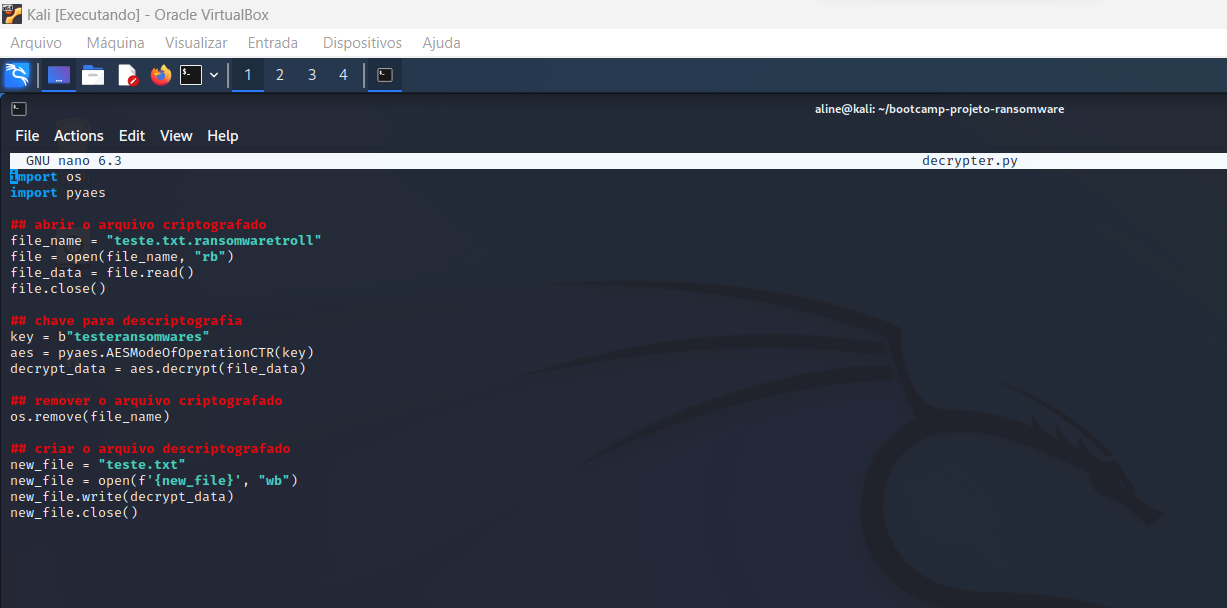 Kali [Executando] - Oracle VirtualBox
Arquivo Máquina Visualizar Entrada Dispositivos Ajuda
1 2 3 4
aline@kali: ~/bootcamp-projeto-ransomware
File Actions Edit View Help
GNU nano 6.3 decrypter.py
import os
import pyaes
## abrir o arquivo criptografado
file_name = "teste.txt.ransomwaretroll"
file = open(file_name, "rb")
file_data = file.read()
file.close()
## chave para descriptografia
key = b"testeransomwares"
aes = pyaes.AESModeOfOperationCTR(key)
decrypt_data = aes.decrypt(file_data)
## remover o arquivo criptografado
os.remove(file_name)
## criar o arquivo descriptografado
new_file = "teste.txt"
new_file = open(f'{new_file}', "wb")
new_file.write(decrypt_data)
new_file.close()